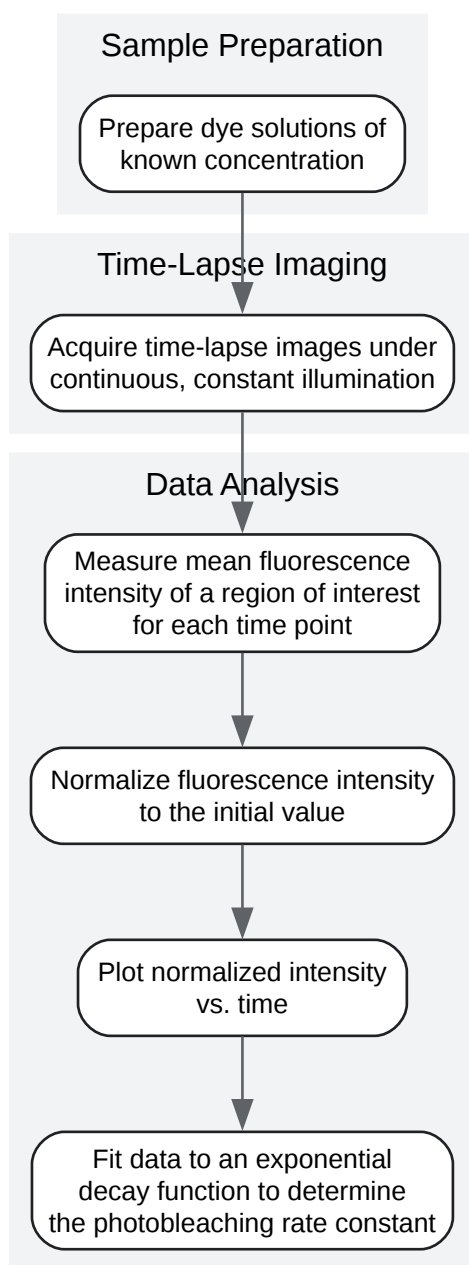 Sample Preparation
Prepare dye solutions of
known concentration
Time-Lapse Imaging
Acquire time-lapse images under
continuous, constant illumination
Data Analysis
Measure mean fluorescence
intensity of a region of interest
for each time point
Normalize fluorescence intensity
to the initial value
Plot normalized intensity
vs. time
Fit data to an exponential
decay function to determine
the photobleaching rate constant